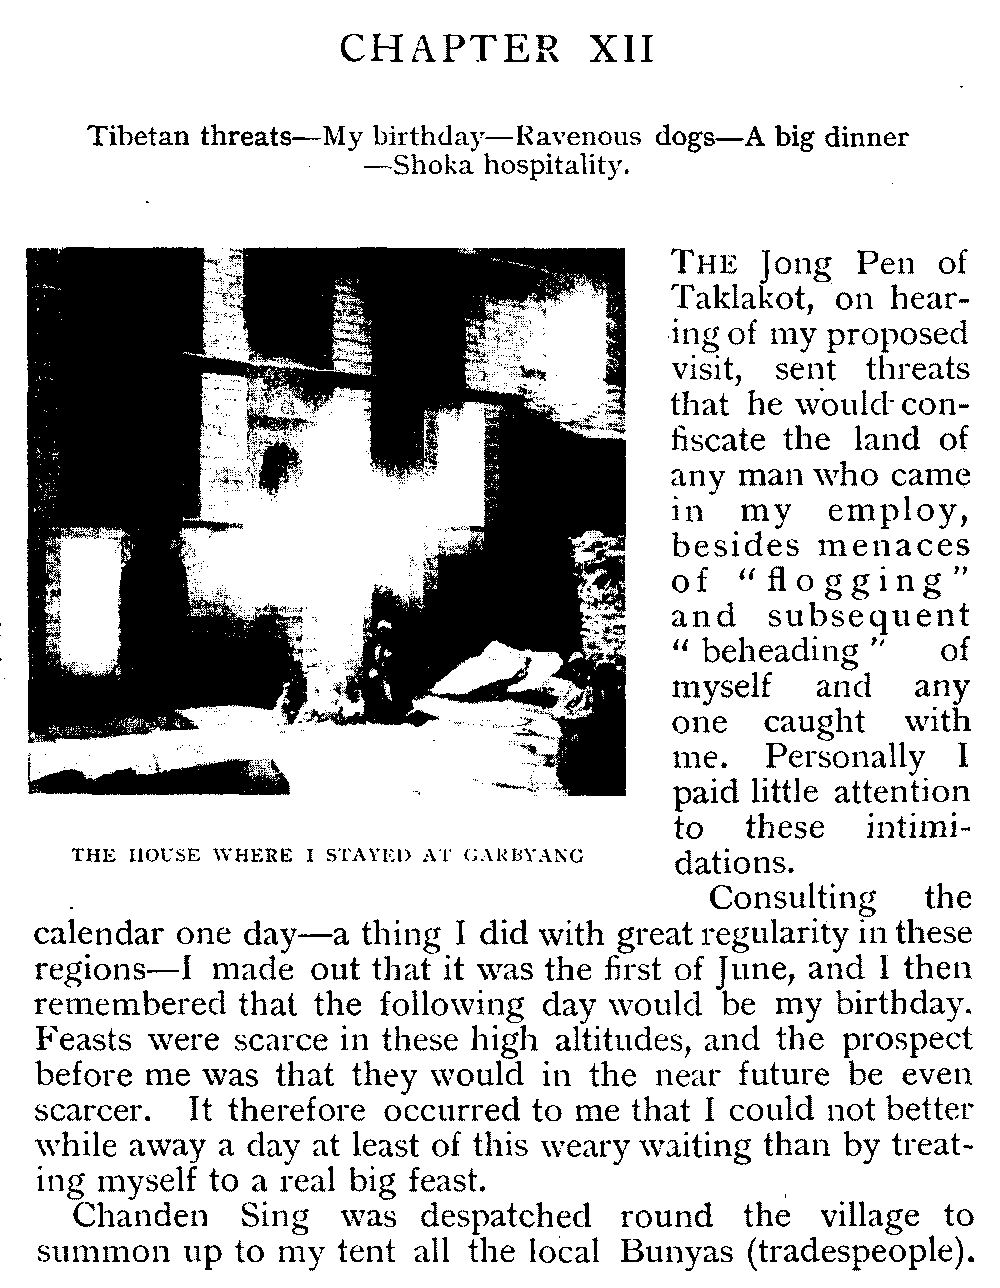 CHAPTER XII
Tibetan threats—My birthday—Ravenous dogs—A big dinner
—Shoka hospitality.
THE Jong Pen of
Taklakot, on hear-
ing of my proposed
visit, sent threats
that he would con-
fiscate the land of
any man who came
in my employ,
besides menaces
of "flogging"
and subsequent
"beheading" of
myself and any
one caught with
me. Personally I
paid little attention
to these intimi-
dations.
THE HOUSE WHERE I STAYED AT GARBYANG
Consulting the
calendar one day—a thing I did with great regularity in these
regions—I made out that it was the first of June, and I then
remembered that the following day would be my birthday.
Feasts were scarce in these high altitudes, and the prospect
before me was that they would in the near future be even
scarcer. It therefore occurred to me that I could not better
while away a day at least of this weary waiting than by treat-
ing myself to a real big feast.
Chanden Sing was despatched round the village to
summon up to my tent all the local Bunyas (tradespeople).